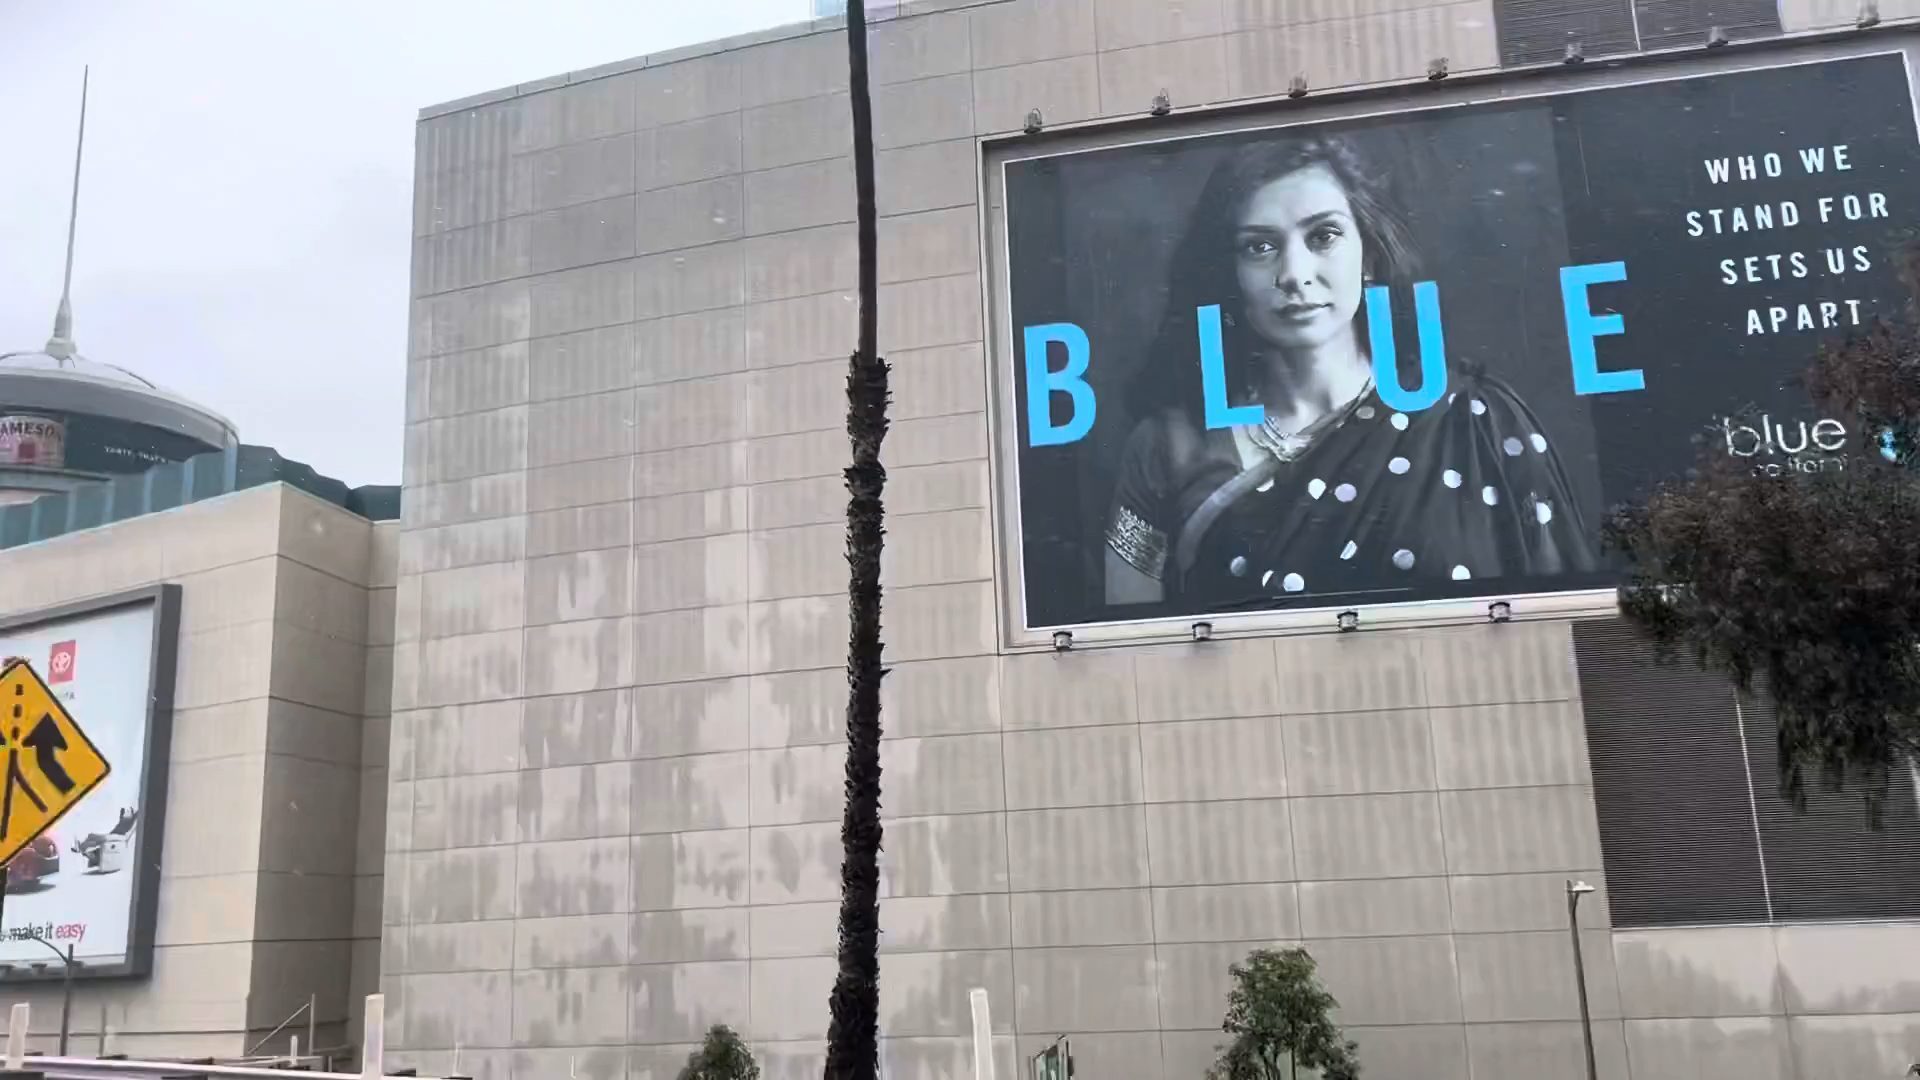 BLUE
WHO WE
STAND FOR
SETS US
APART
blue
make it easy